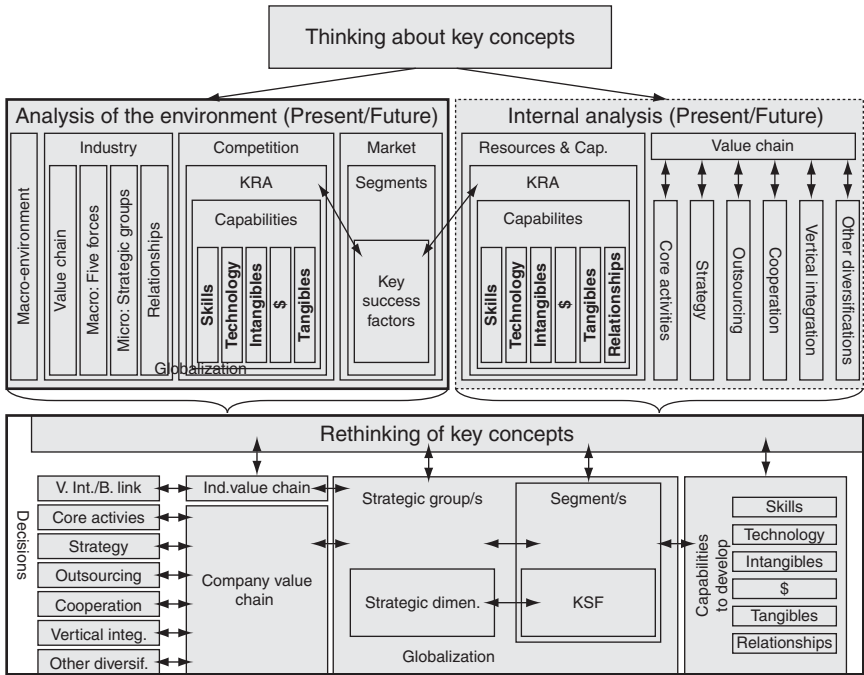 Thinking about key concepts
Analysis of the environment (Present/Future)
Macro-environment
Industry
Value chain
Macro: Five forces
Micro: Strategic groups
Relationships
Competition
KRA
Capabilities
Skills
Technology
Intangibles
$
Tangibles
Globalization
Market
Segments
Key
success
factors
Internal analysis (Present/Future)
Resources & Cap.
KRA
Capabilites
Skills
Technology
Intangibles
$
Tangibles
Relationships
Value chain
Core activities
Strategy
Outsourcing
Cooperation
Vertical integration
Other diversifications
Rethinking of key concepts
Decisions
V. Int./B. link
Core activies
Strategy
Outsourcing
Cooperation
Vertical integ.
Other diversif.
Ind.value chain
Company value
chain
Strategic group/s
Strategic dimen.
Segment/s
KSF
Globalization
Capabilities
to develop
Skills
Technology
Intangibles
$
Tangibles
Relationships